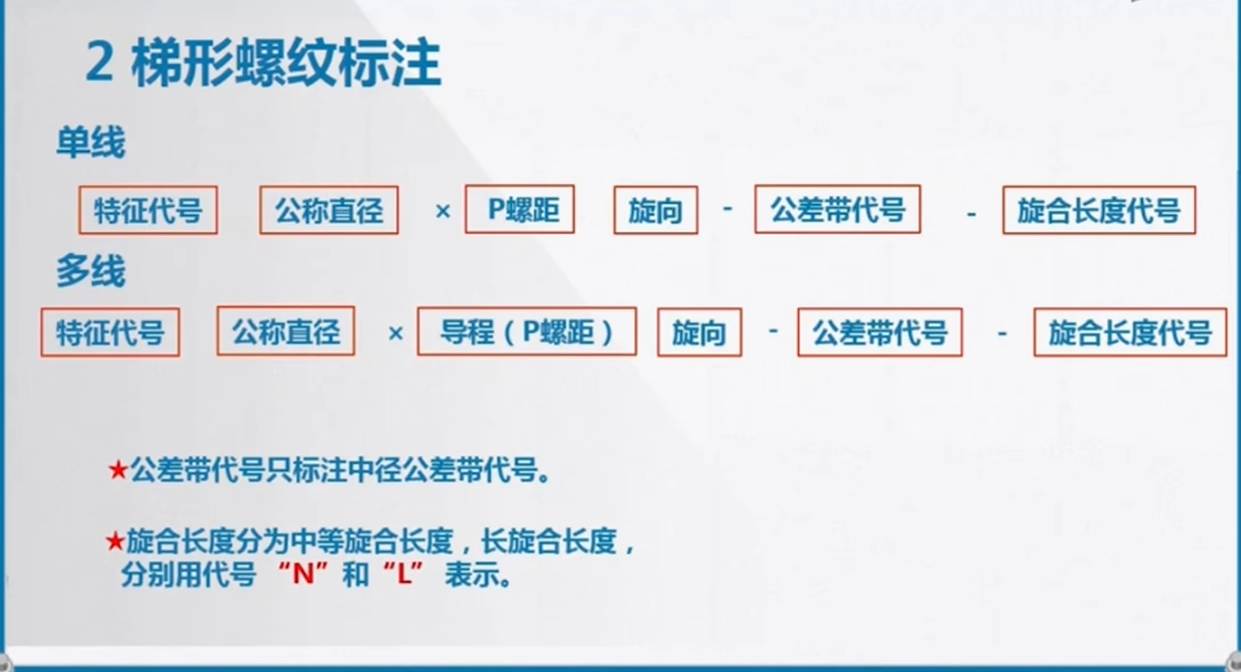 2 梯形螺纹标注
单线
特征代号 公称直径 × P螺距 旋向 - 公差带代号 - 旋合长度代号
多线
特征代号 公称直径 × 导程（P螺距） 旋向 - 公差带代号 - 旋合长度代号
★公差带代号只标注中径公差带代号。
★旋合长度分为中等旋合长度，长旋合长度，
分别用代号 “N” 和 “L” 表示。